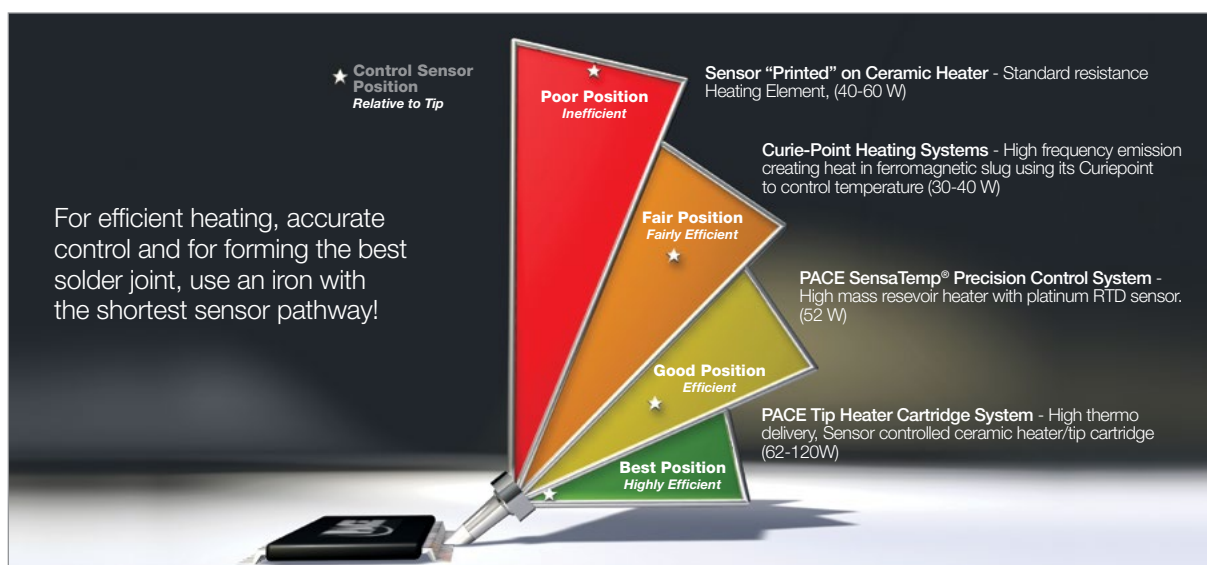 Control Sensor
Position
Relative to Tip
For efficient heating, accurate
control and for forming the best
solder joint, use an iron with
the shortest sensor pathway!
Poor Position
Inefficient
Sensor “Printed” on Ceramic Heater - Standard resistance
Heating Element, (40-60 W)
Fair Position
Fairly Efficient
Curie-Point Heating Systems - High frequency emission
creating heat in ferromagnetic slug using its Curiepoint
to control temperature (30-40 W)
Good Position
Efficient
PACE SensaTemp® Precision Control System -
High mass resevoir heater with platinum RTD sensor.
(52 W)
Best Position
Highly Efficient
PACE Tip Heater Cartridge System - High thermo
delivery, Sensor controlled ceramic heater/tip cartridge
(62-120W)